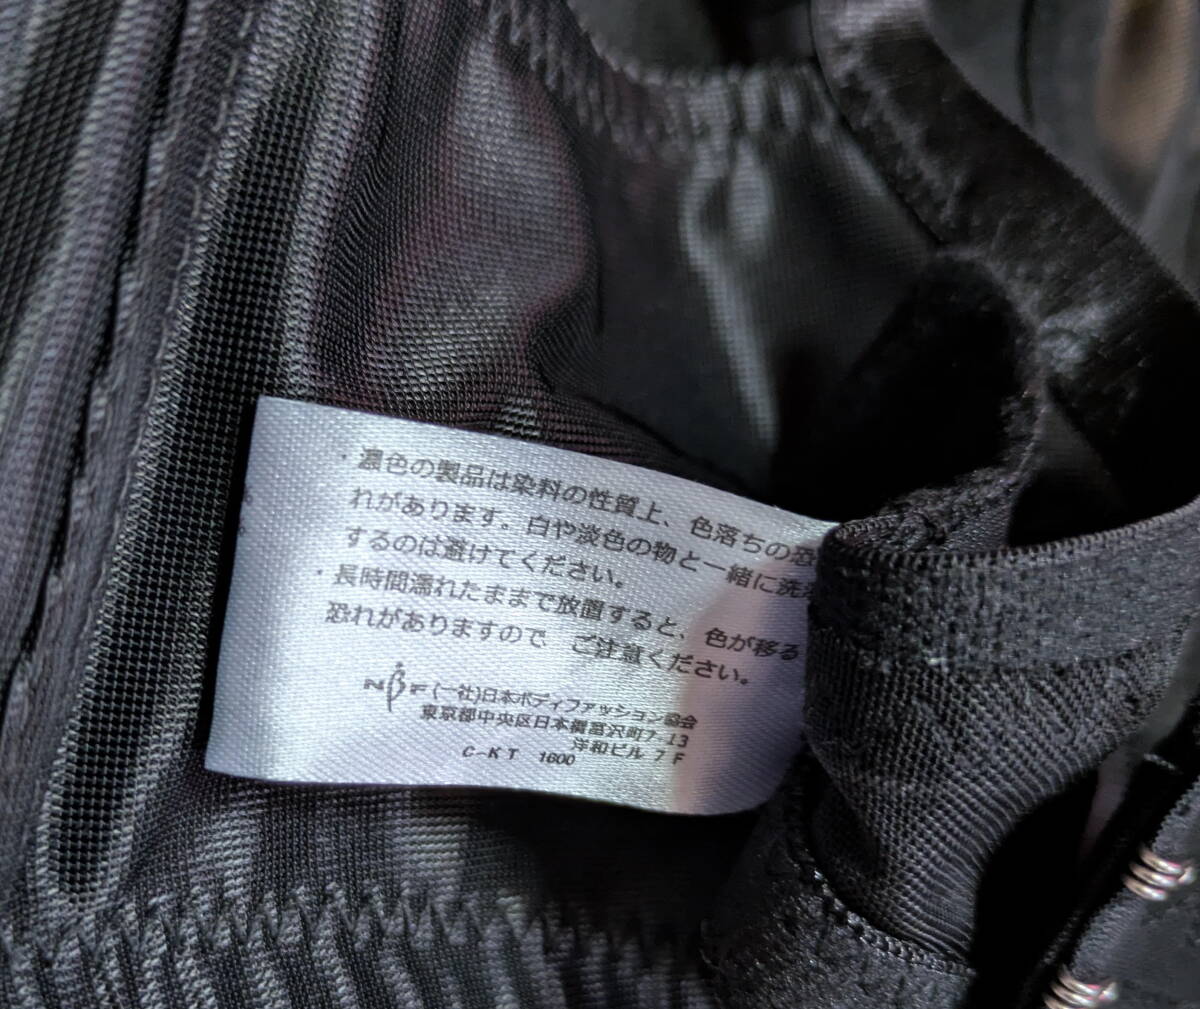 ・濃色の製品は染料の性質上、色落ちの恐
れがあります。白や淡色の物と一緒に洗濯
するのは避けてください。
・長時間濡れたままで放置すると、色が移る
恐れがありますので ご注意ください。
NBF (一社)日本ボディファッション協会
東京都中央区日本橋富沢町7-13
洋和ビル 7F
C-KT 1600